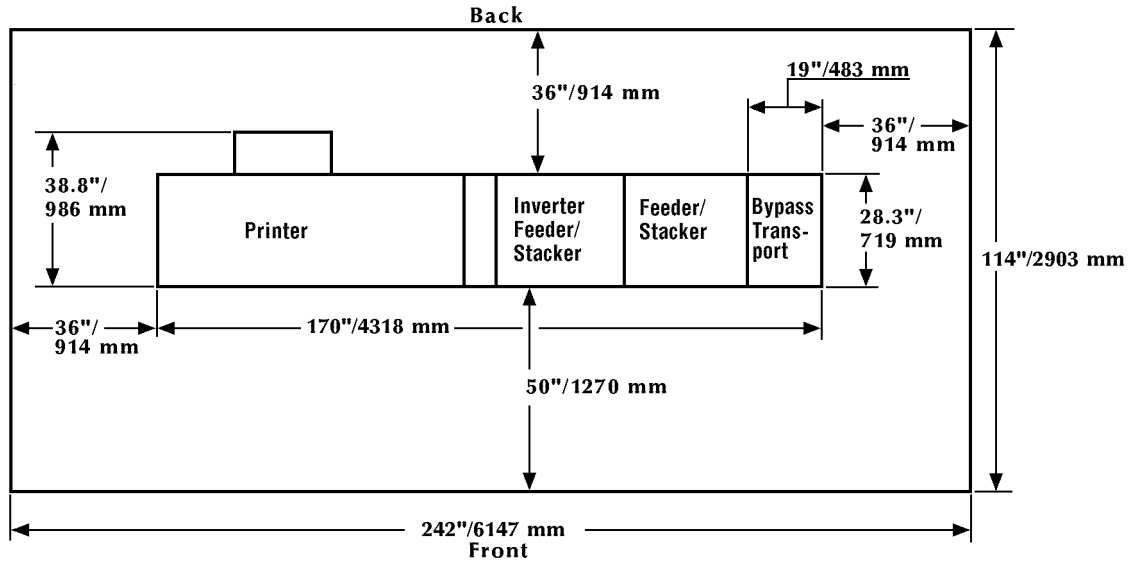 Back
19"/483 mm
36"/914 mm
36"/
914 mm
38.8"/
986 mm
Printer
Inverter
Feeder/
Stacker
Feeder/
Stacker
Bypass
Trans-
port
28.3"/
719 mm
114"/2903 mm
36"/
914 mm
170"/4318 mm
50"/1270 mm
242"/6147 mm
Front